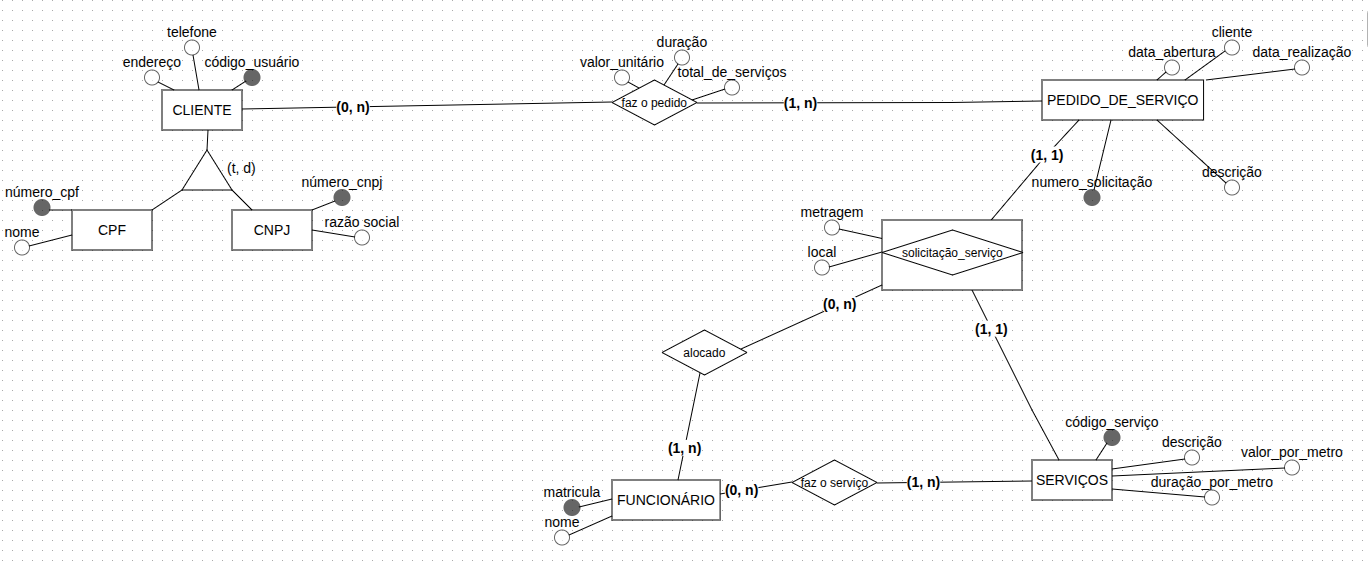 telefone
endereço
código_usuário
CLIENTE
(0, n)
duração
valor_unitário
total_de_serviços
faz o pedido
(1, n)
cliente
data_abertura
data_realização
PEDIDO_DE_SERVIÇO
(t, d)
número_cpf
nome
CPF
número_cnpj
razão social
CNPJ
(1, 1)
numero_solicitação
descrição
metragem
local
solicitação_serviço
(0, n)
(1, 1)
alocado
(1, n)
código_serviço
descrição
valor_por_metro
duração_por_metro
SERVIÇOS
matricula
nome
FUNCIONÁRIO
(0, n)
faz o serviço
(1, n)